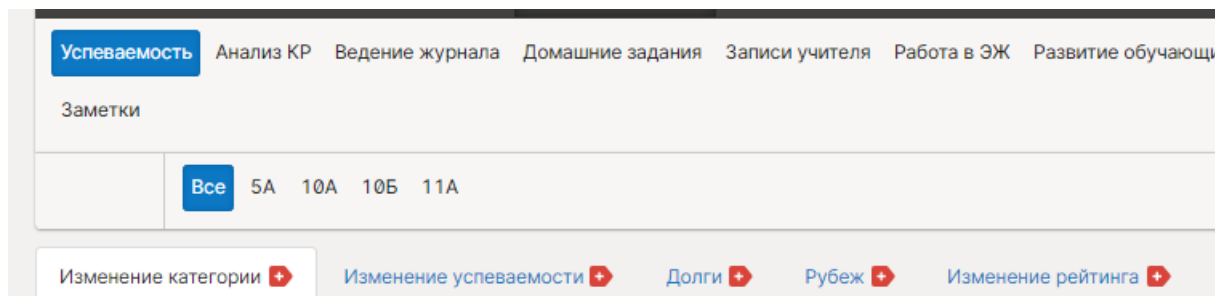 Успеваемость Анализ КР Ведение журнала Домашние задания Записи учителя Работа в ЭЖ Развитие
Заметки
Все 5А 10А 10Б 11А
Изменение категории Изменение успеваемости Долги Рубеж Изменение рейтинга